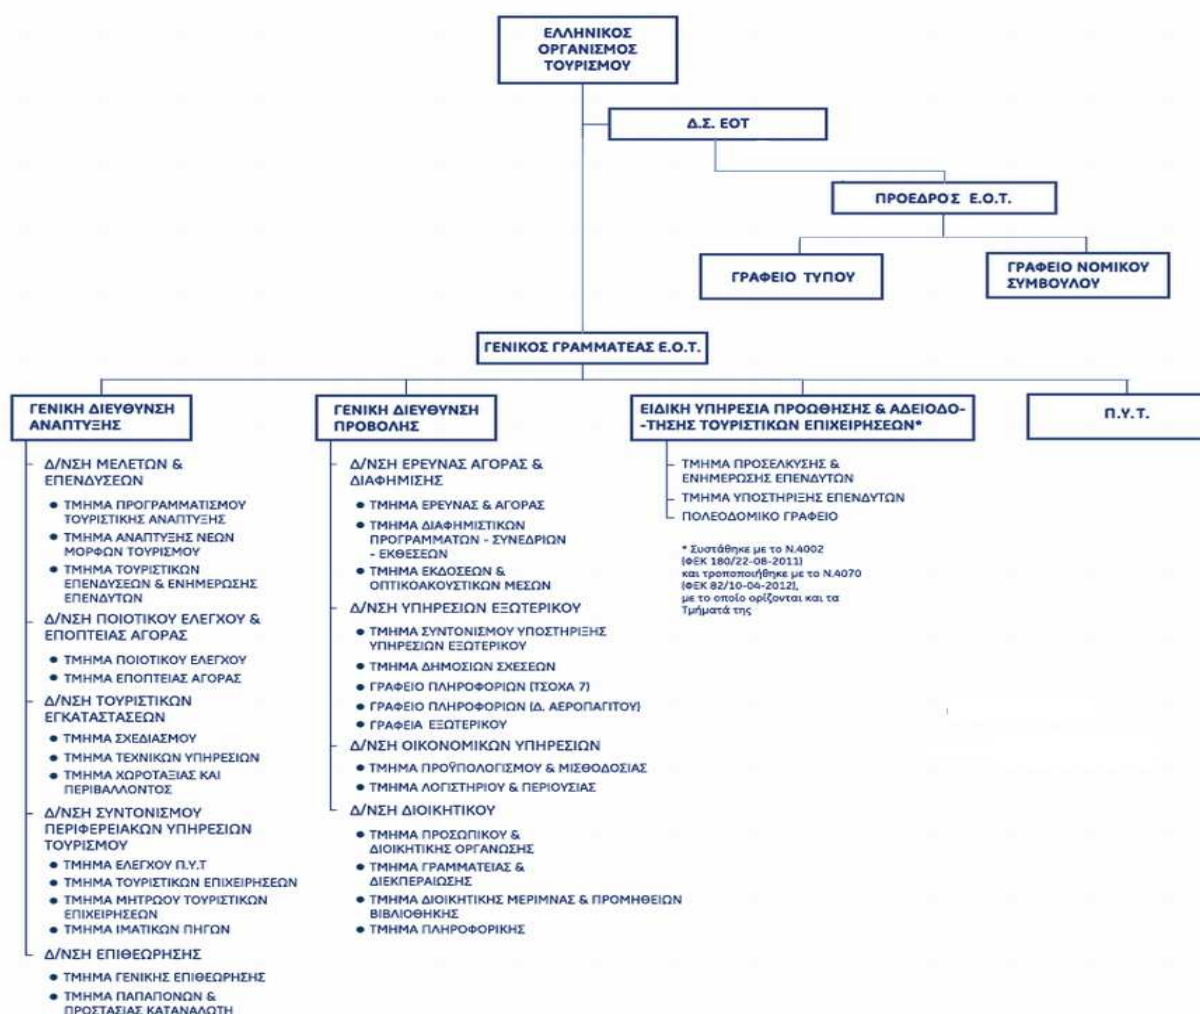 ΕΛΛΗΝΙΚΟΣ
ΟΡΓΑΝΙΣΜΟΣ
ΤΟΥΡΙΣΜΟΥ
Δ.Σ. ΕΟΤ
ΠΡΟΕΔΡΟΣ Ε.Ο.Τ.
ΓΡΑΦΕΙΟ ΤΥΠΟΥ
ΓΡΑΦΕΙΟ ΝΟΜΙΚΟΥ
ΣΥΜΒΟΥΛΟΥ
ΓΕΝΙΚΟΣ ΓΡΑΜΜΑΤΕΑΣ Ε.Ο.Τ.
ΓΕΝΙΚΗ ΔΙΕΥΘΥΝΣΗ
ΑΝΑΠΤΥΞΗΣ
Δ/ΝΣΗ ΜΕΛΕΤΩΝ &
ΕΠΕΝΔΥΣΕΩΝ
• ΤΜΗΜΑ ΠΡΟΓΡΑΜΜΑΤΙΣΜΟΥ
ΤΟΥΡΙΣΤΙΚΗΣ ΑΝΑΠΤΥΞΗΣ
• ΤΜΗΜΑ ΑΝΑΠΤΥΞΗΣ ΝΕΩΝ
ΜΟΡΦΩΝ ΤΟΥΡΙΣΜΟΥ
• ΤΜΗΜΑ ΤΟΥΡΙΣΤΙΚΩΝ
ΕΠΕΝΔΥΣΕΩΝ & ΕΝΗΜΕΡΩΣΗΣ
ΕΠΕΝΔΥΤΩΝ
Δ/ΝΣΗ ΠΟΙΟΤΙΚΟΥ ΕΛΕΓΧΟΥ &
ΕΠΟΠΤΕΙΑΣ ΑΓΟΡΑΣ
• ΤΜΗΜΑ ΠΟΙΟΤΙΚΟΥ ΕΛΕΓΧΟΥ
• ΤΜΗΜΑ ΕΠΟΠΤΕΙΑΣ ΑΓΟΡΑΣ
Δ/ΝΣΗ ΤΟΥΡΙΣΤΙΚΩΝ
ΕΓΚΑΤΑΣΤΑΣΕΩΝ
• ΤΜΗΜΑ ΣΧΕΔΙΑΣΜΟΥ
• ΤΜΗΜΑ ΤΕΧΝΙΚΩΝ ΥΠΗΡΕΣΙΩΝ
• ΤΜΗΜΑ ΧΩΡΟΤΑΞΙΑΣ ΚΑΙ
ΠΕΡΙΒΑΛΛΟΝΤΟΣ
Δ/ΝΣΗ ΣΥΝΤΟΝΙΣΜΟΥ
ΠΕΡΙΦΕΡΕΙΑΚΩΝ ΥΠΗΡΕΣΙΩΝ
ΤΟΥΡΙΣΜΟΥ
• ΤΜΗΜΑ ΕΛΕΓΧΟΥ Π.Υ.Τ
• ΤΜΗΜΑ ΤΟΥΡΙΣΤΙΚΩΝ ΕΠΙΧΕΙΡΗΣΕΩΝ
• ΤΜΗΜΑ ΜΗΤΡΩΟΥ ΤΟΥΡΙΣΤΙΚΩΝ
ΕΠΙΧΕΙΡΗΣΕΩΝ
• ΤΜΗΜΑ ΙΜΑΤΙΚΩΝ ΠΗΓΩΝ
Δ/ΝΣΗ ΕΠΙΘΕΩΡΗΣΗΣ
• ΤΜΗΜΑ ΓΕΝΙΚΗΣ ΕΠΙΘΕΩΡΗΣΗΣ
• ΤΜΗΜΑ ΠΑΠΑΠΟΝΩΝ &
ΠΡΟΣΤΑΣΙΑΣ ΚΑΤΑΝΑΛΩΤΗ
ΓΕΝΙΚΗ ΔΙΕΥΘΥΝΣΗ
ΠΡΟΒΟΛΗΣ
Δ/ΝΣΗ ΕΡΕΥΝΑΣ ΑΓΟΡΑΣ &
ΔΙΑΦΗΜΙΣΗΣ
• ΤΜΗΜΑ ΕΡΕΥΝΑΣ & ΑΓΟΡΑΣ
• ΤΜΗΜΑ ΔΙΑΦΗΜΙΣΤΙΚΩΝ
ΠΡΟΓΡΑΜΜΑΤΩΝ - ΣΥΝΕΔΡΙΩΝ
- ΕΚΘΕΣΕΩΝ
• ΤΜΗΜΑ ΕΚΔΟΣΕΩΝ &
ΟΠΤΙΚΟΑΚΟΥΣΤΙΚΩΝ ΜΕΣΩΝ
Δ/ΝΣΗ ΥΠΗΡΕΣΙΩΝ ΕΞΩΤΕΡΙΚΟΥ
• ΤΜΗΜΑ ΣΥΝΤΟΝΙΣΜΟΥ ΥΠΟΣΤΗΡΙΞΗΣ
ΥΠΗΡΕΣΙΩΝ ΕΞΩΤΕΡΙΚΟΥ
• ΤΜΗΜΑ ΔΗΜΟΣΙΩΝ ΣΧΕΣΕΩΝ
• ΓΡΑΦΕΙΟ ΠΛΗΡΟΦΟΡΙΩΝ (ΤΣΟΧΑ 7)
• ΓΡΑΦΕΙΟ ΠΛΗΡΟΦΟΡΙΩΝ (Δ. ΑΕΡΟΠΑΓΙΤΟΥ)
• ΓΡΑΦΕΙΑ ΕΞΩΤΕΡΙΚΟΥ
Δ/ΝΣΗ ΟΙΚΟΝΟΜΙΚΩΝ ΥΠΗΡΕΣΙΩΝ
• ΤΜΗΜΑ ΠΡΟΫΠΟΛΟΓΙΣΜΟΥ & ΜΙΣΘΟΔΟΣΙΑΣ
• ΤΜΗΜΑ ΛΟΓΙΣΤΗΡΙΟΥ & ΠΕΡΙΟΥΣΙΑΣ
Δ/ΝΣΗ ΔΙΟΙΚΗΤΙΚΟΥ
• ΤΜΗΜΑ ΠΡΟΣΩΠΙΚΟΥ &
ΔΙΟΙΚΗΤΙΚΗΣ ΟΡΓΑΝΩΣΗΣ
• ΤΜΗΜΑ ΓΡΑΜΜΑΤΕΙΑΣ &
ΔΙΕΚΠΕΡΑΙΩΣΗΣ
• ΤΜΗΜΑ ΔΙΟΙΚΗΤΙΚΗΣ ΜΕΡΙΜΝΑΣ & ΠΡΟΜΗΘΕΙΩΝ
ΒΙΒΛΙΟΘΗΚΗΣ
• ΤΜΗΜΑ ΠΛΗΡΟΦΟΡΙΚΗΣ
ΕΙΔΙΚΗ ΥΠΗΡΕΣΙΑ ΠΡΟΩΘΗΣΗΣ & ΑΔΕΙΟΔΟ-
-ΤΗΣΗΣ ΤΟΥΡΙΣΤΙΚΩΝ ΕΠΙΧΕΙΡΗΣΕΩΝ*
ΤΜΗΜΑ ΠΡΟΣΕΛΚΥΣΗΣ &
ΕΝΗΜΕΡΩΣΗΣ ΕΠΕΝΔΥΤΩΝ
ΤΜΗΜΑ ΥΠΟΣΤΗΡΙΞΗΣ ΕΠΕΝΔΥΤΩΝ
ΠΟΛΕΟΔΟΜΙΚΟ ΓΡΑΦΕΙΟ
* Συστάθηκε με το Ν.4002
(ΦΕΚ 180/22-08-2011)
και τροποποιήθηκε με το Ν.4070
(ΦΕΚ 82/10-04-2012),
με το οποίο ορίζονται και τα
Τμήματά της
Π.Υ.Τ.